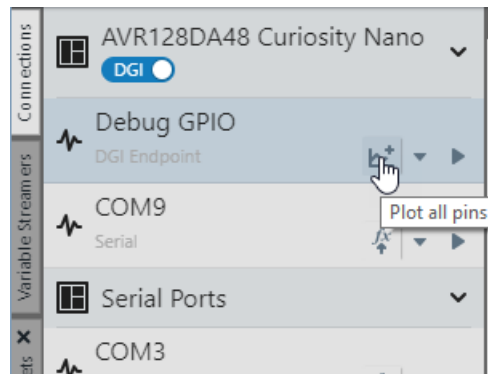 Connections
Variable Streamers
AVR128DA48 Curiosity Nano
DGI
Debug GPIO
DGI Endpoint
Plot all pins
COM9
Serial
Serial Ports
COM3